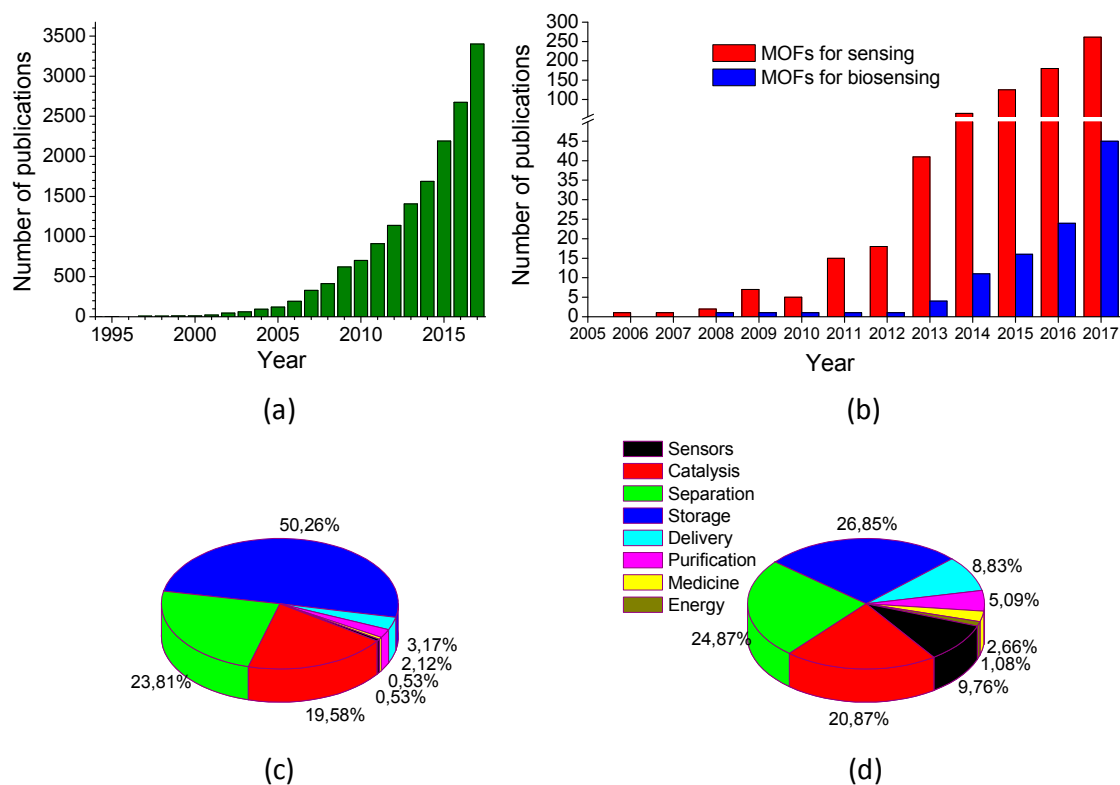 3500
3000
2500
2000
1500
1000
500
0
Number of publications
1995 2000 2005 2010 2015
Year
(a)
300
250
200
150
100
45
40
35
30
25
20
15
10
5
0
Number of publications
MOFs for sensing
MOFs for biosensing
2005 2006 2007 2008 2009 2010 2011 2012 2013 2014 2015 2016 2017
Year
(b)
50,26%
3,17%
2,12%
0,53%
0,53%
19,58%
23,81%
(c)
Sensors
Catalysis
Separation
Storage
Delivery
Purification
Medicine
Energy
26,85%
8,83%
5,09%
2,66%
1,08%
9,76%
20,87%
24,87%
(d)